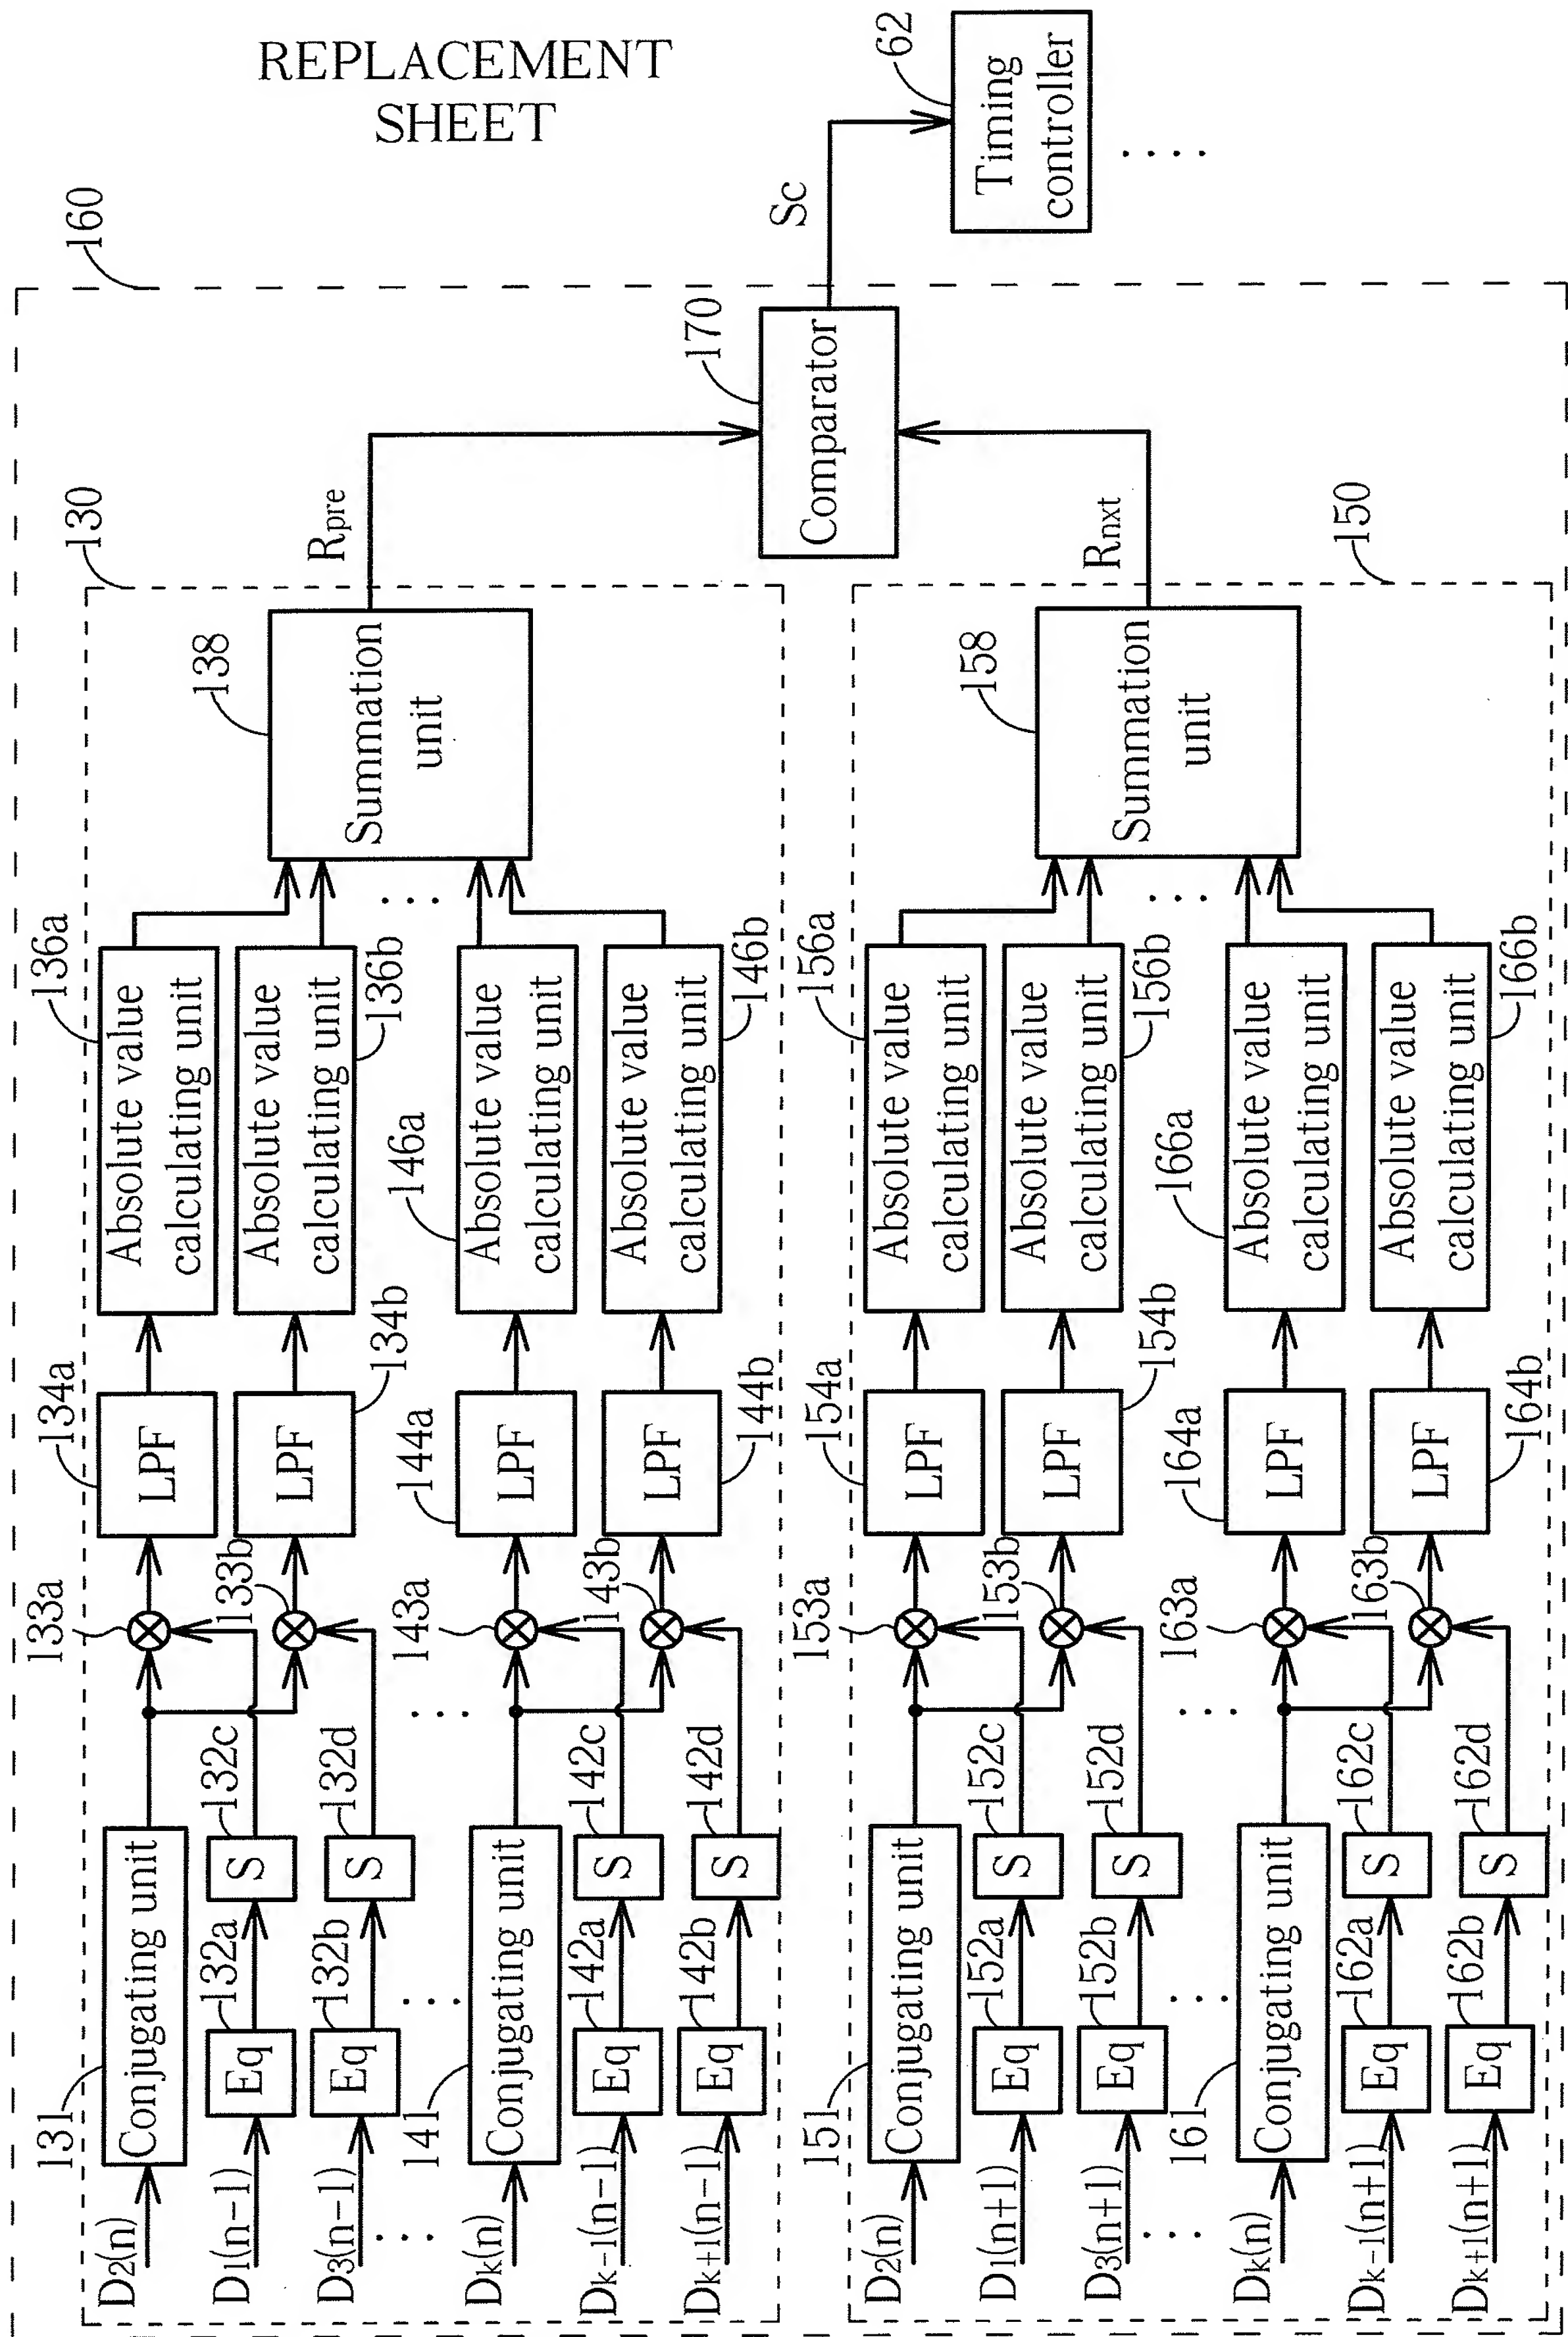 REPLACEMENT
SHEET
160
130
131
D2(n)
Conjugating unit
133a
134a
LPF
136a
Absolute value
calculating unit
D1(n-1)
132a
Eq
132c
S
133b
134b
LPF
136b
Absolute value
calculating unit
D3(n-1)
132b
Eq
132d
S
138
Summation
unit
Rpre
....
...
...
...
141
Dk(n)
Conjugating unit
143a
144a
LPF
146a
Absolute value
calculating unit
Dk-1(n-1)
142a
Eq
142c
S
143b
144b
LPF
146b
Absolute value
calculating unit
Dk+1(n-1)
142b
Eq
142d
S
170
Comparator
Sc
62
Timing
controller
....
150
151
D2(n)
Conjugating unit
153a
154a
LPF
156a
Absolute value
calculating unit
D1(n+1)
152a
Eq
152c
S
153b
154b
LPF
156b
Absolute value
calculating unit
D3(n+1)
152b
Eq
152d
S
158
Summation
unit
Rnxt
....
...
...
...
161
Dk(n)
Conjugating unit
163a
164a
LPF
166a
Absolute value
calculating unit
Dk-1(n+1)
162a
Eq
162c
S
163b
164b
LPF
166b
Absolute value
calculating unit
Dk+1(n+1)
162b
Eq
162d
S